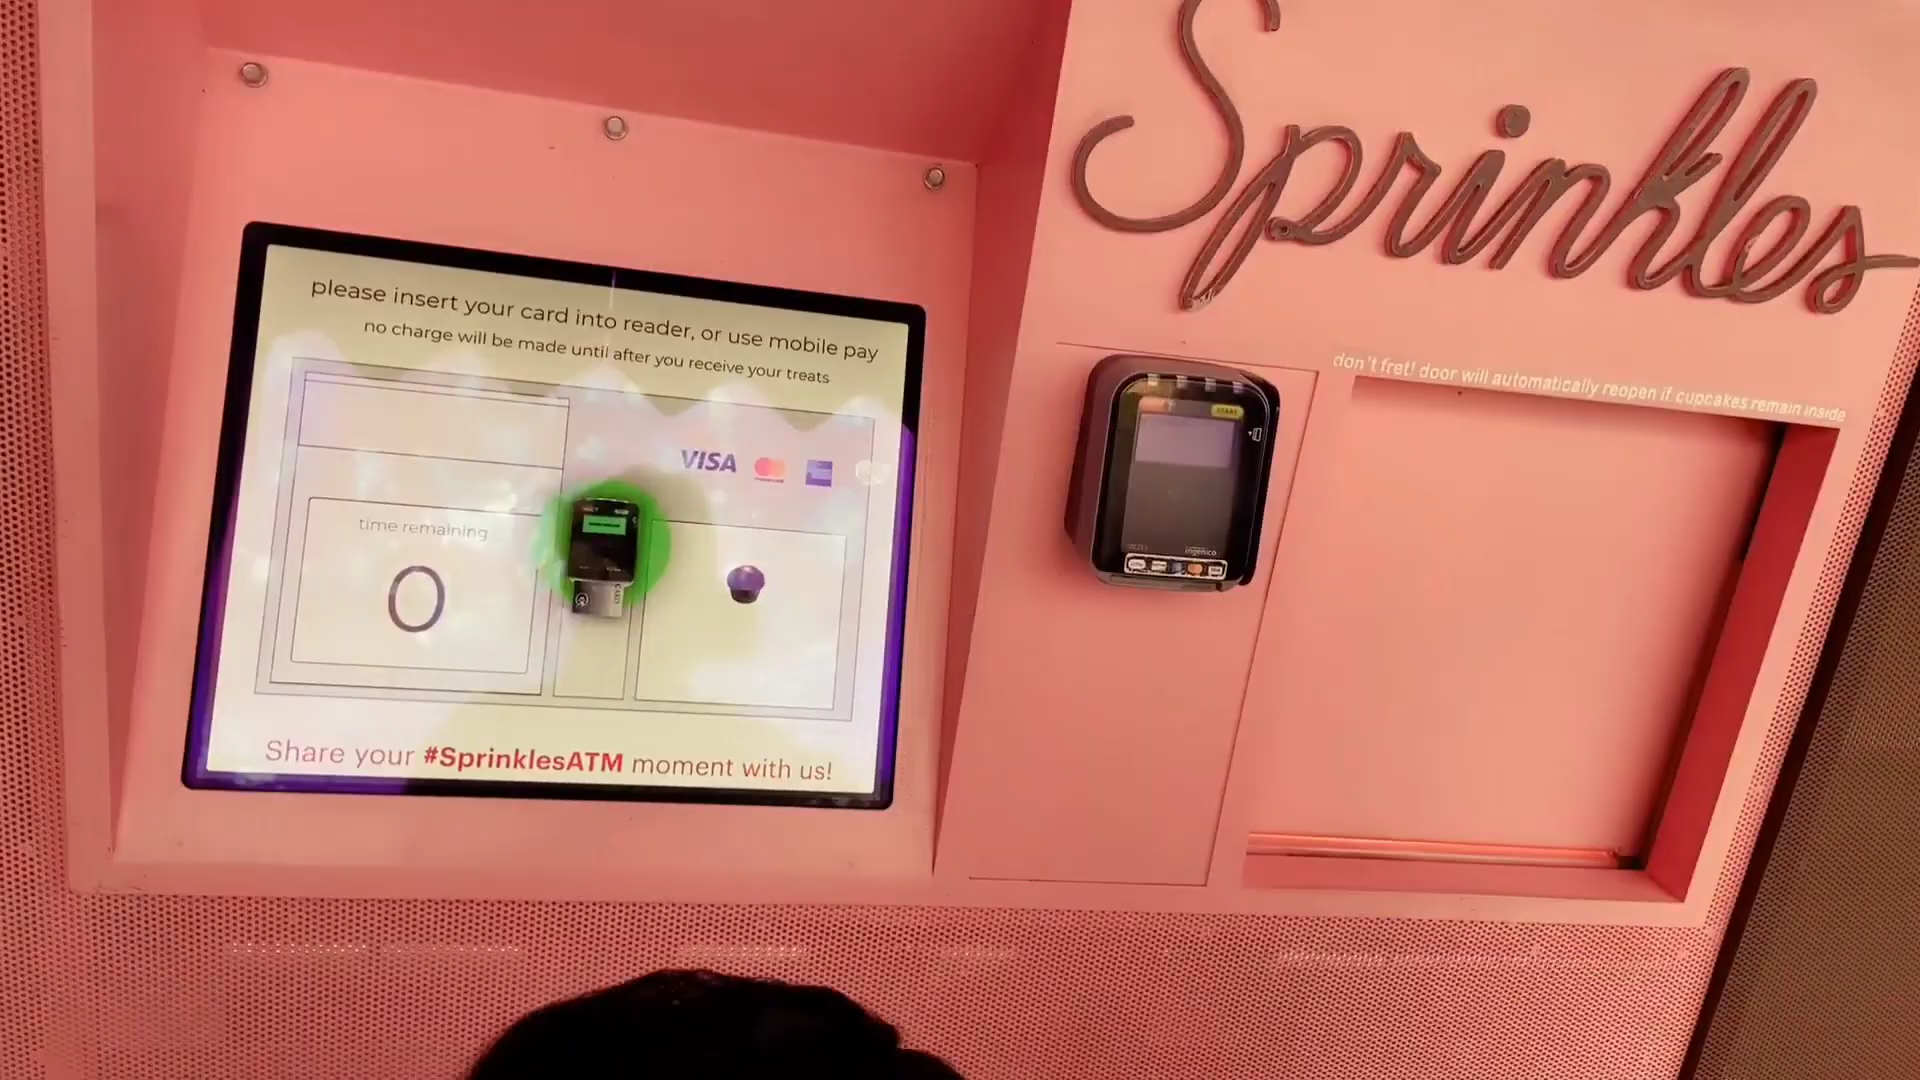 Sprinkles
please insert your card into reader, or use mobile pay
no charge will be made until after you receive your treats
VISA
time remaining
0
Share your #SprinklesATM moment with us!
don't fret! door will automatically reopen if cupcakes remain inside
START
ingenico